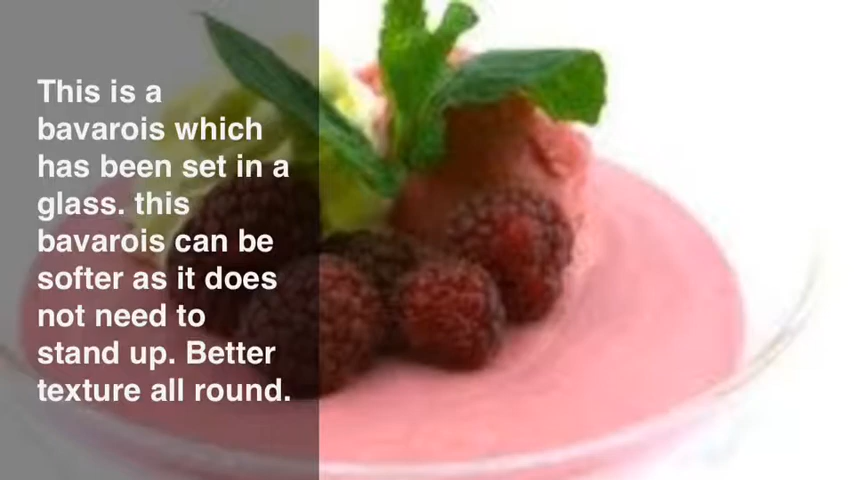 This is a
bavarois which
has been set in a
glass. this
bavarois can be
softer as it does
not need to
stand up. Better
texture all round.